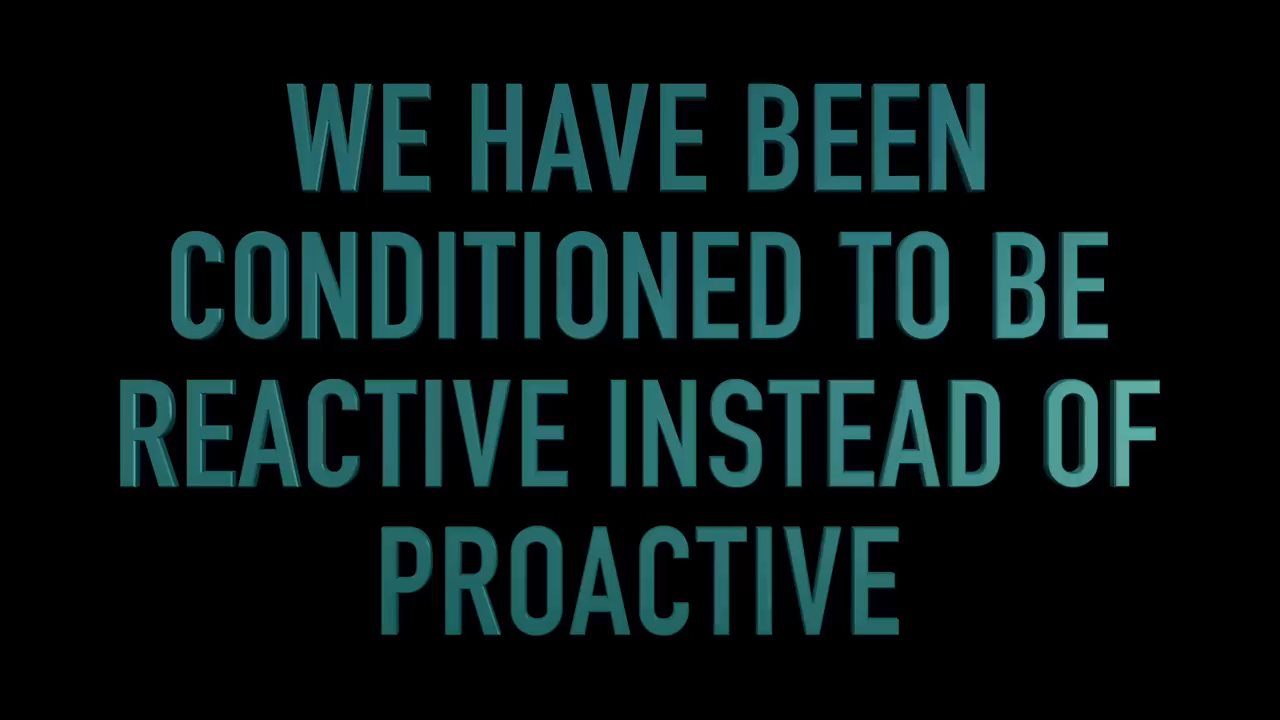 WE HAVE BEEN
CONDITIONED TO BE
REACTIVE INSTEAD OF
PROACTIVE